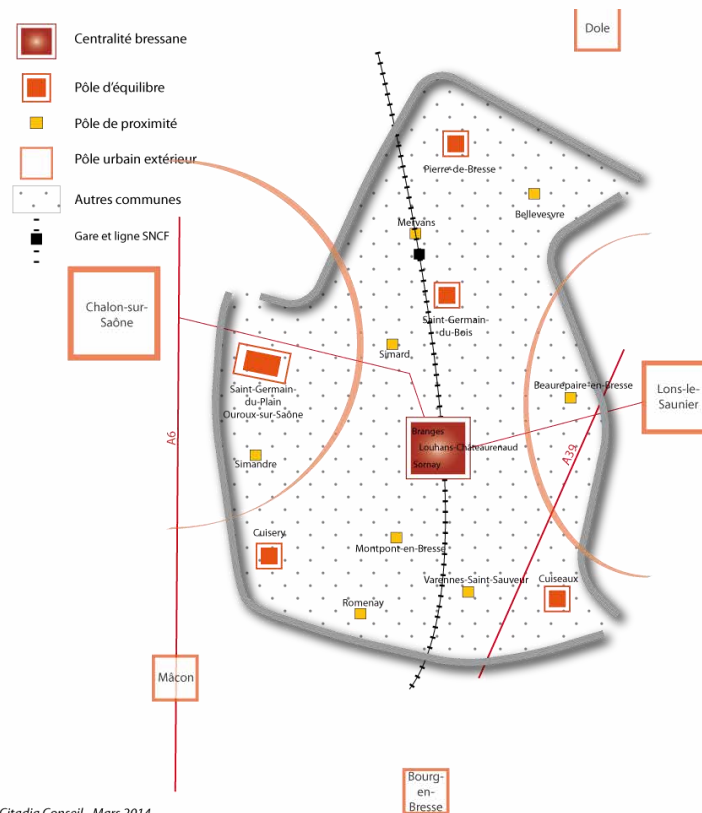 Centralité bressane
Pôle d'équilibre
Pôle de proximité
Pôle urbain extérieur
Autres communes
Gare et ligne SNCF
Dole
Pierre-de-Bresse
Bellevesvre
Mervans
Chalon-sur-
Saône
Saint-Germain-
du-Bois
Simard
Saint-Germain-
du-Plain
Ouroux-sur-Saône
Beaurepaire-en-Bresse
Lons-le-
Saunier
A6
Branges
Louhans-Châteaurenaud
Sornay
A39
Simandre
Cuisery
Montpont-en-Bresse
Varennes-Saint-Sauveur
Cuiseaux
Romenay
Mâcon
Bourg-
en-
Bresse
Citadia Conseil - Mars 2014